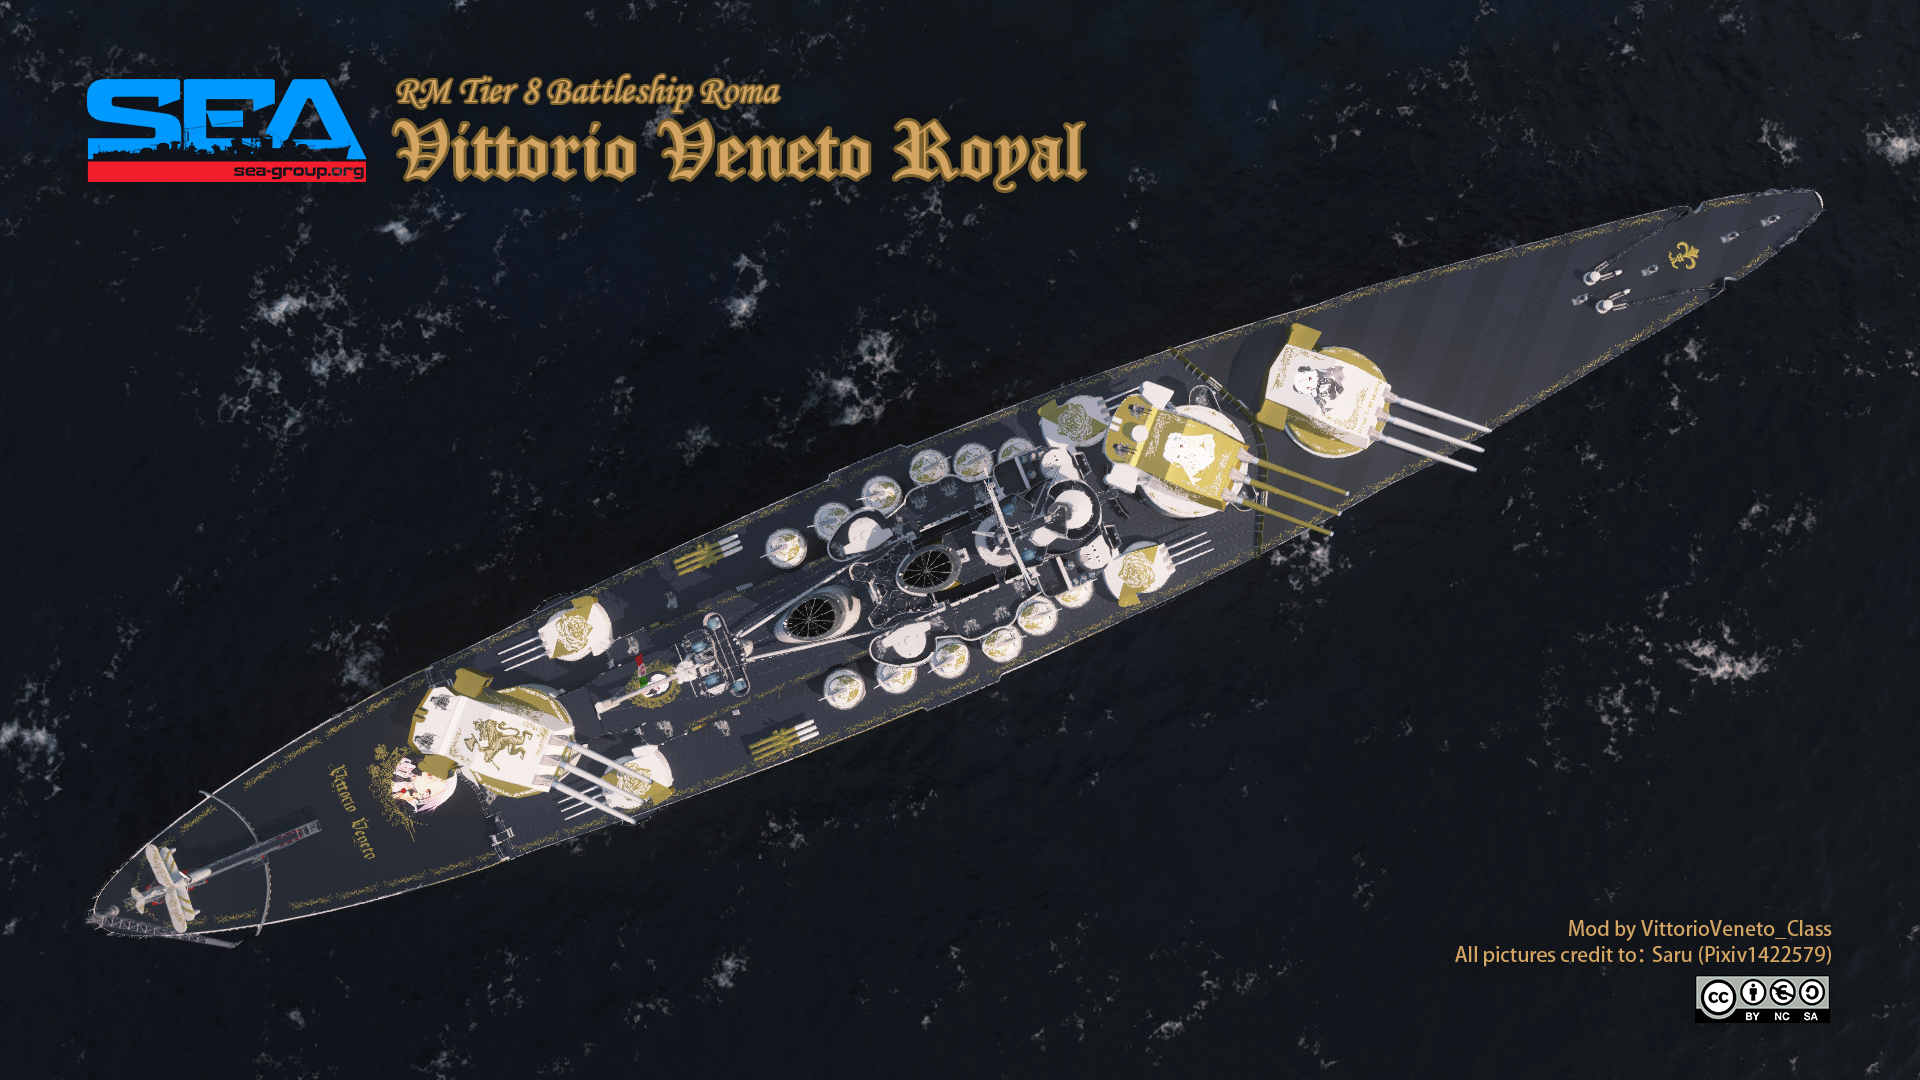 SEA
sea-group.org
RM Tier 8 Battleship Roma
Vittorio Veneto Royal
Vittorio Veneto
Mod by VittorioVeneto_Class
All pictures credit to: Saru (Pixiv1422579)
cc
BY NC SA